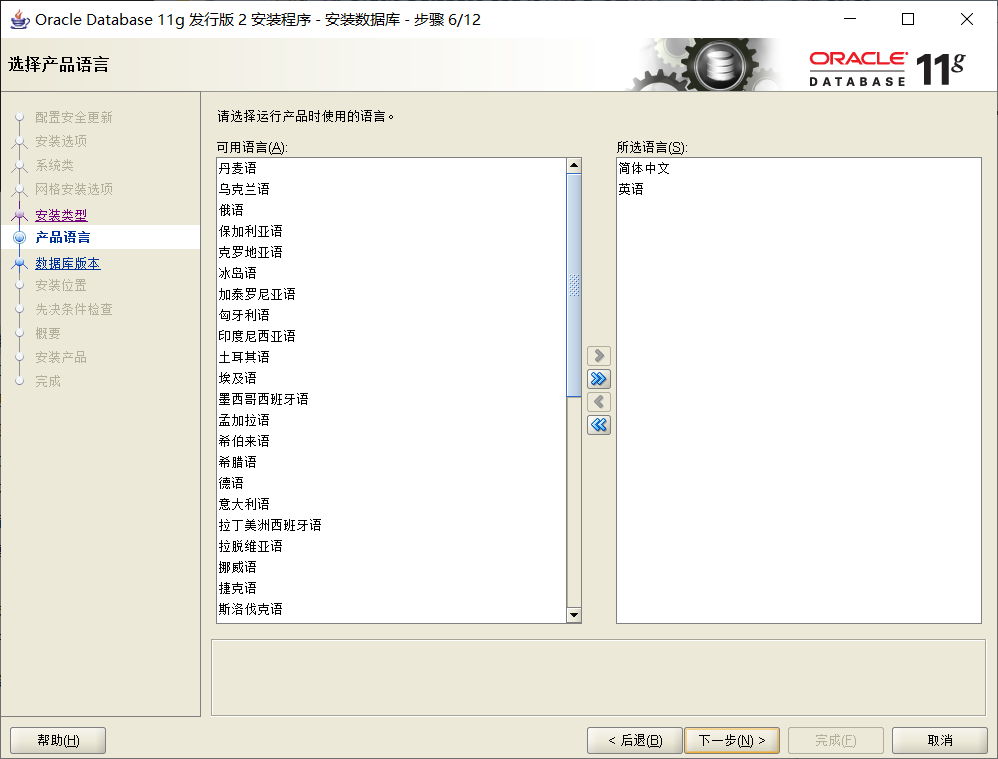 Oracle Database 11g 发行版 2 安装程序 - 安装数据库 - 步骤 6/12
选择产品语言
ORACLE
DATABASE
11g
配置安全更新
安装选项
系统类
网格安装选项
安装类型
产品语言
数据库版本
安装位置
先决条件检查
概要
安装产品
完成
请选择运行产品时使用的语言。
可用语言(A):
丹麦语
乌克兰语
俄语
保加利亚语
克罗地亚语
冰岛语
加泰罗尼亚语
匈牙利语
印度尼西亚语
土耳其语
埃及语
墨西哥西班牙语
孟加拉语
希伯来语
希腊语
德语
意大利语
拉丁美洲西班牙语
拉脱维亚语
挪威语
捷克语
斯洛伐克语
所选语言(S):
简体中文
英语
帮助(H)
< 后退(B)
下一步(N) >
完成(F)
取消